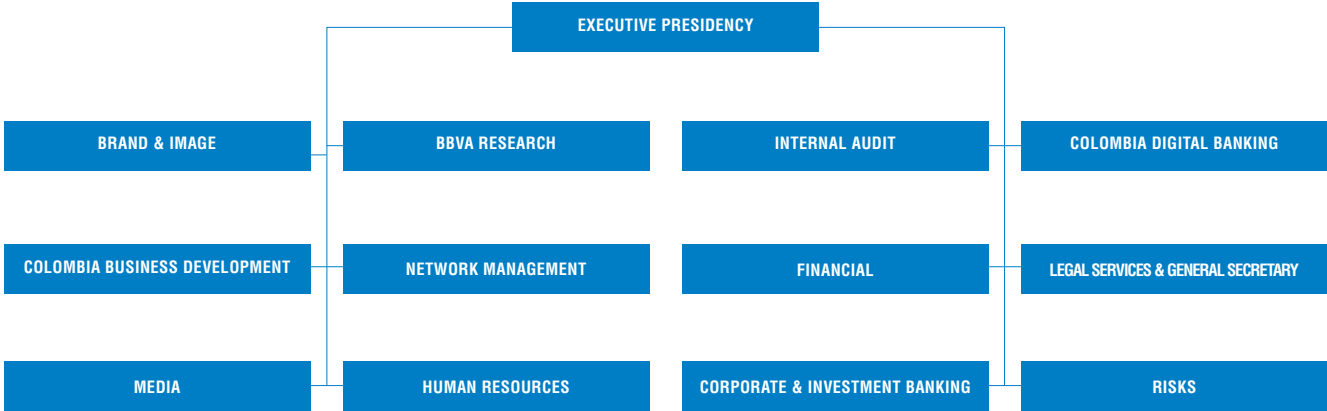 EXECUTIVE PRESIDENCY
BRAND & IMAGE
BBVA RESEARCH
INTERNAL AUDIT
COLOMBIA DIGITAL BANKING
COLOMBIA BUSINESS DEVELOPMENT
NETWORK MANAGEMENT
FINANCIAL
LEGAL SERVICES & GENERAL SECRETARY
MEDIA
HUMAN RESOURCES
CORPORATE & INVESTMENT BANKING
RISKS